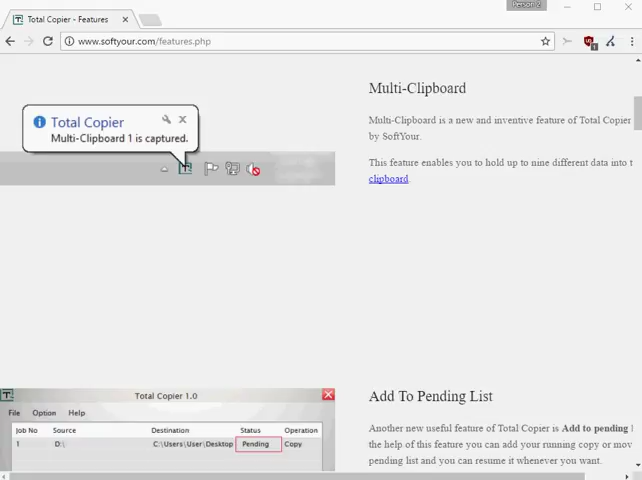 Person 2
Total Copier - Features
www.softyour.com/features.php
1
Multi-Clipboard
Multi-Clipboard is a new and inventive feature of Total Copier
by SoftYour.
This feature enables you to hold up to nine different data into t
clipboard.
Total Copier
Multi-Clipboard 1 is captured.
Total Copier 1.0
File Option Help
Job No Source Destination Status Operation
1 D:\ C:\Users\User\Desktop Pending Copy
Add To Pending List
Another new useful feature of Total Copier is Add to pending l
the help of this feature you can add your running copy or mov
pending list and you can resume it whenever you want.